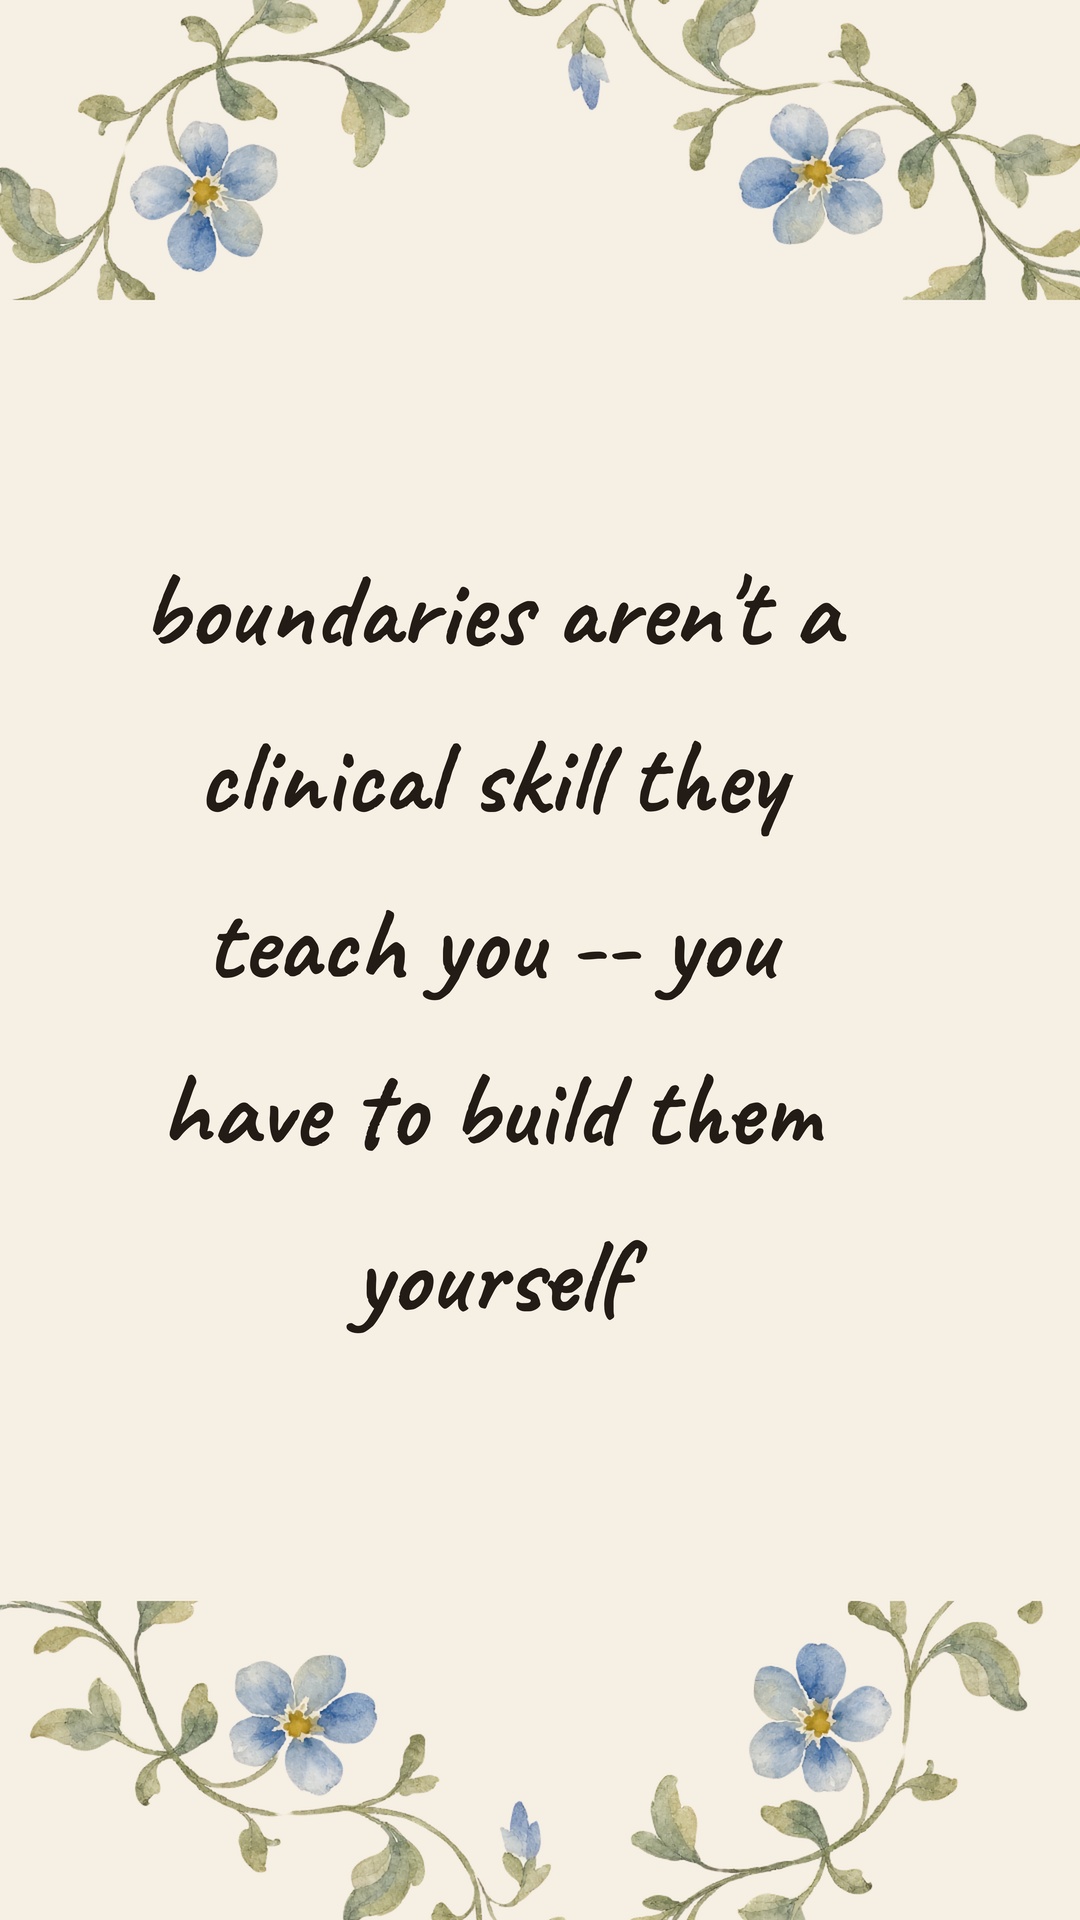 boundaries aren't a
clinical skill they
teach you -- you
have to build them
yourself